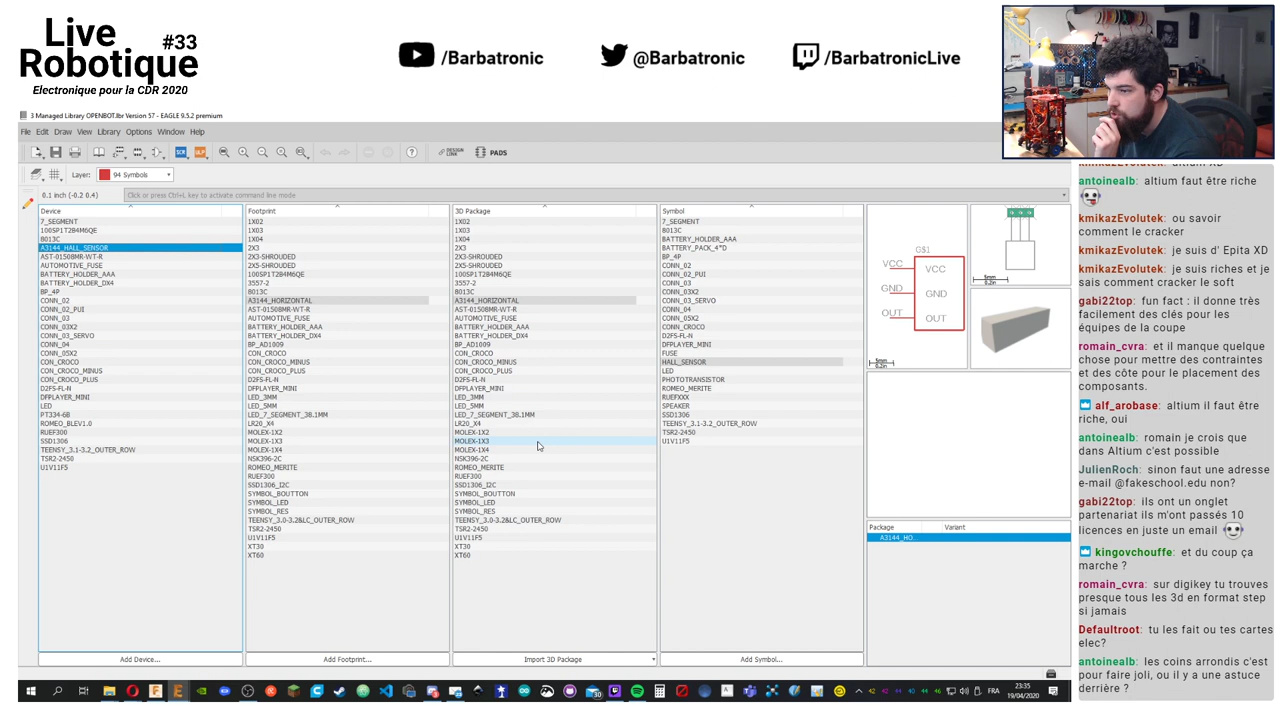 Live
Robotique #33
Electronique pour la CDR 2020
/Barbatronic
@Barbatronic
/BarbatronicLive
3 Managed Library OPENBOT.lbr Version 57 - EAGLE 9.5.2 premium
File Edit Draw View Library Options Window Help
SCR ULP DESIGN LINK PADS
Layer: 94 Symbols
0.1 inch (-0.2 0.4) Click or press Ctrl+L key to activate command line mode
Device
7_SEGMENT
100SP1T2B4M6QE
8013C
A3144_HALL_SENSOR
AST-01508MR-WT-R
AUTOMOTIVE_FUSE
BATTERY_HOLDER_AAA
BATTERY_HOLDER_DX4
BP_4P
CONN_02
CONN_02_PUI
CONN_03
CONN_03X2
CONN_03_SERVO
CONN_04
CONN_05X2
CON_CROCO
CON_CROCO_MINUS
CON_CROCO_PLUS
D2FS-FL-N
DFPLAYER_MINI
LED
PT334-6B
ROMEO_BLEV1.0
RUEF300
SSD1306
TEENSY_3.1-3.2_OUTER_ROW
TSR2-2450
U1V11F5
Add Device...
Footprint
1X02
1X03
1X04
2X3
2X3-SHROUDED
2X5-SHROUDED
100SP1T2B4M6QE
3557-2
8013C
A3144_HORIZONTAL
AST-01508MR-WT-R
AUTOMOTIVE_FUSE
BATTERY_HOLDER_AAA
BATTERY_HOLDER_DX4
BP_AD1009
CON_CROCO
CON_CROCO_MINUS
CON_CROCO_PLUS
D2FS-FL-N
DFPLAYER_MINI
LED_3MM
LED_5MM
LED_7_SEGMENT_38.1MM
LR20_X4
MOLEX-1X2
MOLEX-1X3
MOLEX-1X4
NSK396-2C
ROMEO_MERITE
RUEF300
SSD1306_I2C
SYMBOL_BOUTTON
SYMBOL_LED
SYMBOL_RES
TEENSY_3.0-3.2&LC_OUTER_ROW
TSR2-2450
U1V11F5
XT30
XT60
Add Footprint...
3D Package
1X02
1X03
1X04
2X3
2X3-SHROUDED
2X5-SHROUDED
100SP1T2B4M6QE
3557-2
8013C
A3144_HORIZONTAL
AST-01508MR-WT-R
AUTOMOTIVE_FUSE
BATTERY_HOLDER_AAA
BATTERY_HOLDER_DX4
BP_AD1009
CON_CROCO
CON_CROCO_MINUS
CON_CROCO_PLUS
D2FS-FL-N
DFPLAYER_MINI
LED_3MM
LED_5MM
LED_7_SEGMENT_38.1MM
LR20_X4
MOLEX-1X2
MOLEX-1X3
MOLEX-1X4
NSK396-2C
ROMEO_MERITE
RUEF300
SSD1306_I2C
SYMBOL_BOUTTON
SYMBOL_LED
SYMBOL_RES
TEENSY_3.0-3.2&LC_OUTER_ROW
TSR2-2450
U1V11F5
XT30
XT60
Import 3D Package
Symbol
7_SEGMENT
8013C
BATTERY_HOLDER_AAA
BATTERY_PACK_4*D
BP_4P
CONN_02
CONN_02_PUI
CONN_03
CONN_03X2
CONN_03_SERVO
CONN_04
CONN_05X2
CON_CROCO
D2FS-FL-N
DFPLAYER_MINI
FUSE
HALL_SENSOR
LED
PHOTOTRANSISTOR
ROMEO_MERITE
RUEFXXX
SPEAKER
SSD1306
TEENSY_3.1-3.2_OUTER_ROW
TSR2-2450
U1V11F5
Add Symbol...
G$1
VCC VCC
GND GND
OUT OUT
5mm
0.2in
5mm
0.2in
Package Variant
A3144_HO...
antoinealb: altium faut être
riche
kmikazEvolutek: ou savoir
comment le cracker
kmikazEvolutek: je suis d' Epita XD
kmikazEvolutek: je suis riches et je
sais comment cracker le soft
gabi22top: fun fact : il donne très
facilement des clés pour les
équipes de la coupe
romain_cvra: et il manque quelque
chose pour mettre des contraintes
et des côte pour le placement des
composants.
alf_arobase: altium il faut être
riche, oui
antoinealb: romain je crois que
dans Altium c'est possible
JulienRoch: sinon faut une adresse
e-mail @fakeschool.edu non?
gabi22top: ils ont un onglet
partenariat ils m'ont passés 10
licences en juste un email
kingovchouffe: et du coup ça
marche ?
romain_cvra: sur digikey tu trouves
presque tous les 3d en format step
si jamais
Defaultroot: tu les fait ou tes cartes
elec?
antoinealb: les coins arrondis c'est
pour faire joli, ou il y a une astuce
derrière ?
FRA
23:35
19/04/2020